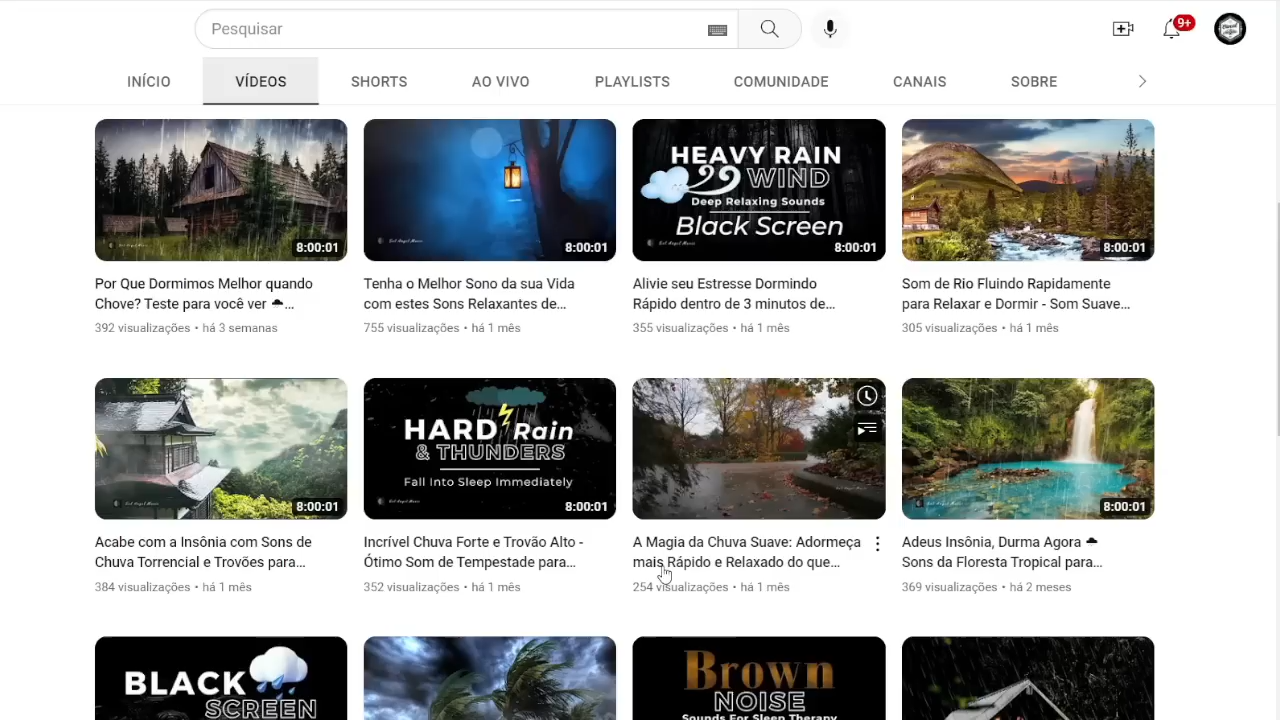 Pesquisar
9+
INÍCIO
VÍDEOS
SHORTS
AO VIVO
PLAYLISTS
COMUNIDADE
CANAIS
SOBRE
8:00:01
Por Que Dormimos Melhor quando
Chove? Teste para você ver ☁...
392 visualizações • há 3 semanas
8:00:01
Tenha o Melhor Sono da sua Vida
com estes Sons Relaxantes de...
755 visualizações • há 1 mês
HEAVY RAIN
WIND
Deep Relaxing Sounds
Black Screen
8:00:01
Alivie seu Estresse Dormindo
Rápido dentro de 3 minutos de...
355 visualizações • há 1 mês
8:00:01
Som de Rio Fluindo Rapidamente
para Relaxar e Dormir - Som Suave...
305 visualizações • há 1 mês
8:00:01
Acabe com a Insônia com Sons de
Chuva Torrencial e Trovões para...
384 visualizações • há 1 mês
HARD Rain
& THUNDERS
Fall Into Sleep Immediately
8:00:01
Incrível Chuva Forte e Trovão Alto -
Ótimo Som de Tempestade para...
352 visualizações • há 1 mês
A Magia da Chuva Suave: Adormeça
mais Rápido e Relaxado do que...
254 visualizações • há 1 mês
8:00:01
Adeus Insônia, Durma Agora ☁
Sons da Floresta Tropical para...
369 visualizações • há 2 meses
BLACK
SCREEN
Brown
NOISE
Sounds For Sleep Therapy